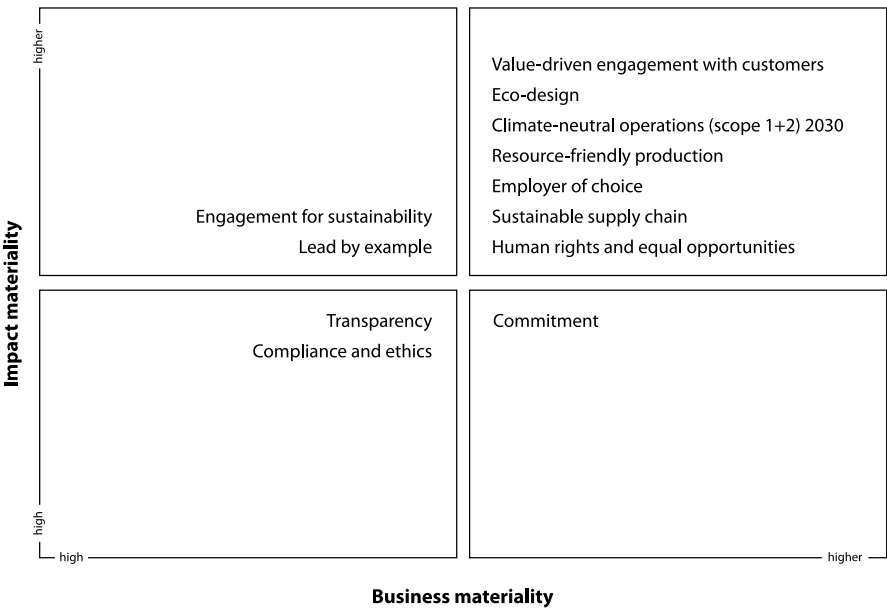 higher
Value-driven engagement with customers
Eco-design
Climate-neutral operations (scope 1+2) 2030
Resource-friendly production
Employer of choice
Engagement for sustainability
Sustainable supply chain
Lead by example
Human rights and equal opportunities
Impact materiality
Transparency
Commitment
Compliance and ethics
high
high
higher
Business materiality